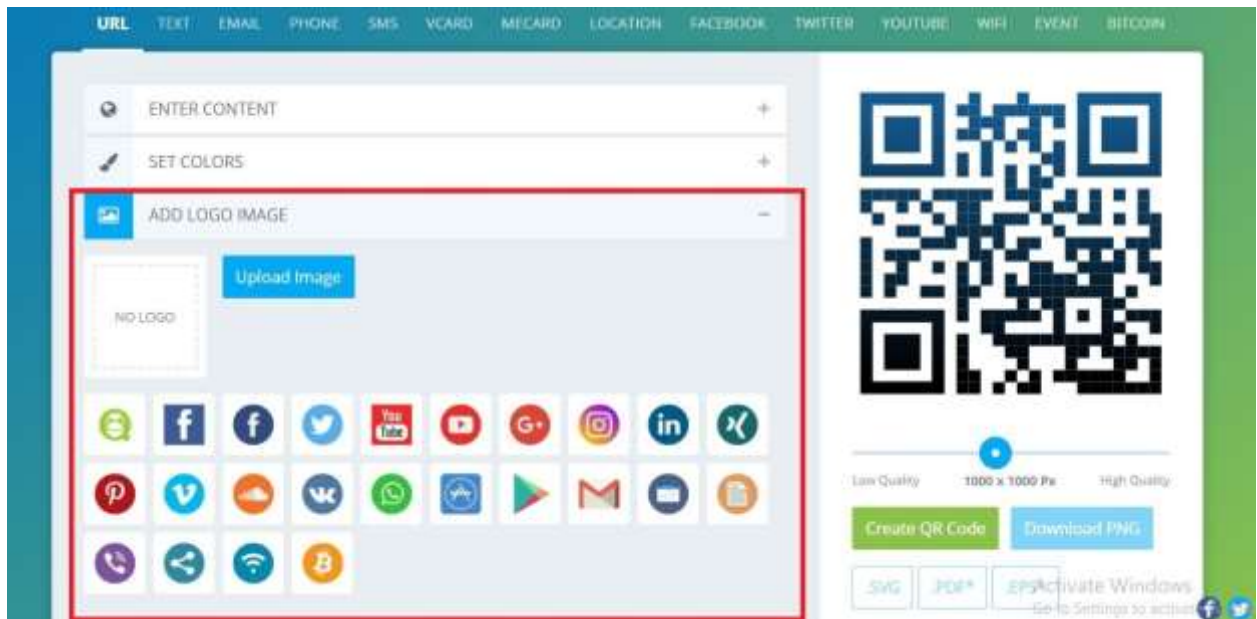 URL TEXT EMAIL PHONE SMS VCARD MECARD LOCATION FACEBOOK TWITTER YOUTUBE WIFI EVENT BITCOIN
ENTER CONTENT +
SET COLORS +
ADD LOGO IMAGE −
Upload Image
NO LOGO
f f You Tube G+ in
Low Quality 1000 x 1000 Px High Quality
Create QR Code Download PNG
.SVG .PDF* .EPS*
Activate Windows
Go to Settings to activate